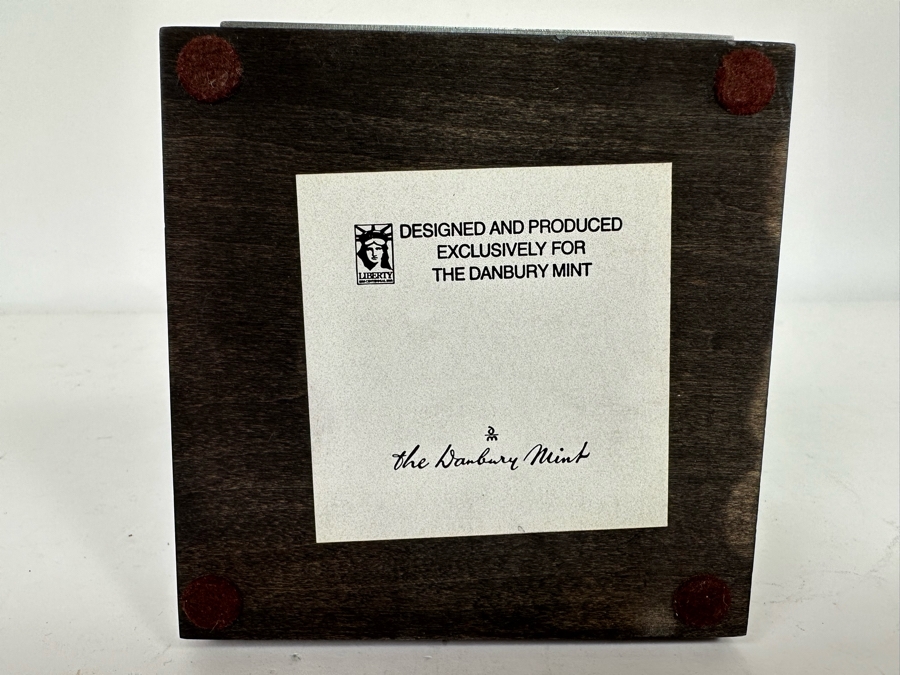 DESIGNED AND PRODUCED
EXCLUSIVELY FOR
THE DANBURY MINT
LIBERTY
the Danbury Mint